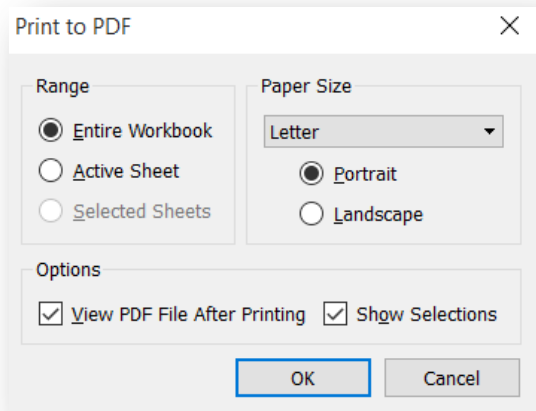 Print to PDF
Range
Entire Workbook
Active Sheet
Selected Sheets
Paper Size
Letter
Portrait
Landscape
Options
View PDF File After Printing
Show Selections
OK
Cancel